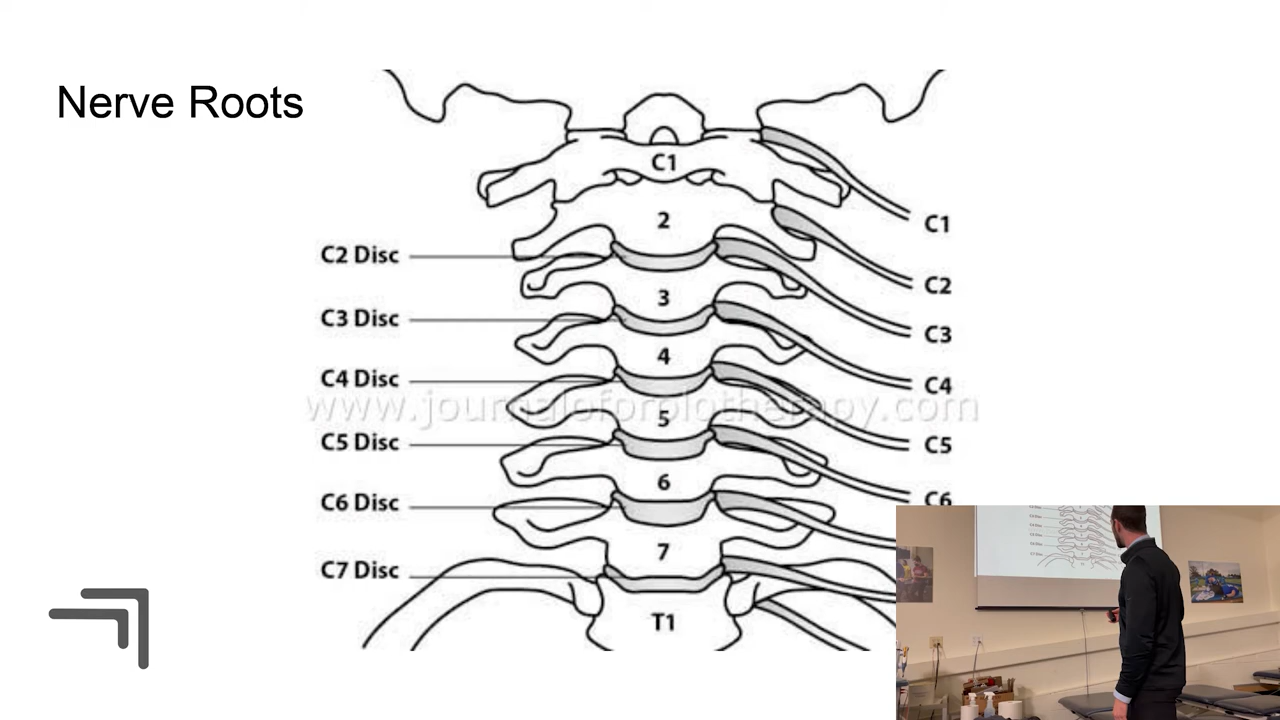 Nerve Roots
C1
2
3
4
5
6
7
T1
C2 Disc
C3 Disc
C4 Disc
C5 Disc
C6 Disc
C7 Disc
C1
C2
C3
C4
C5
C6
www.journalofprolotherapy.com